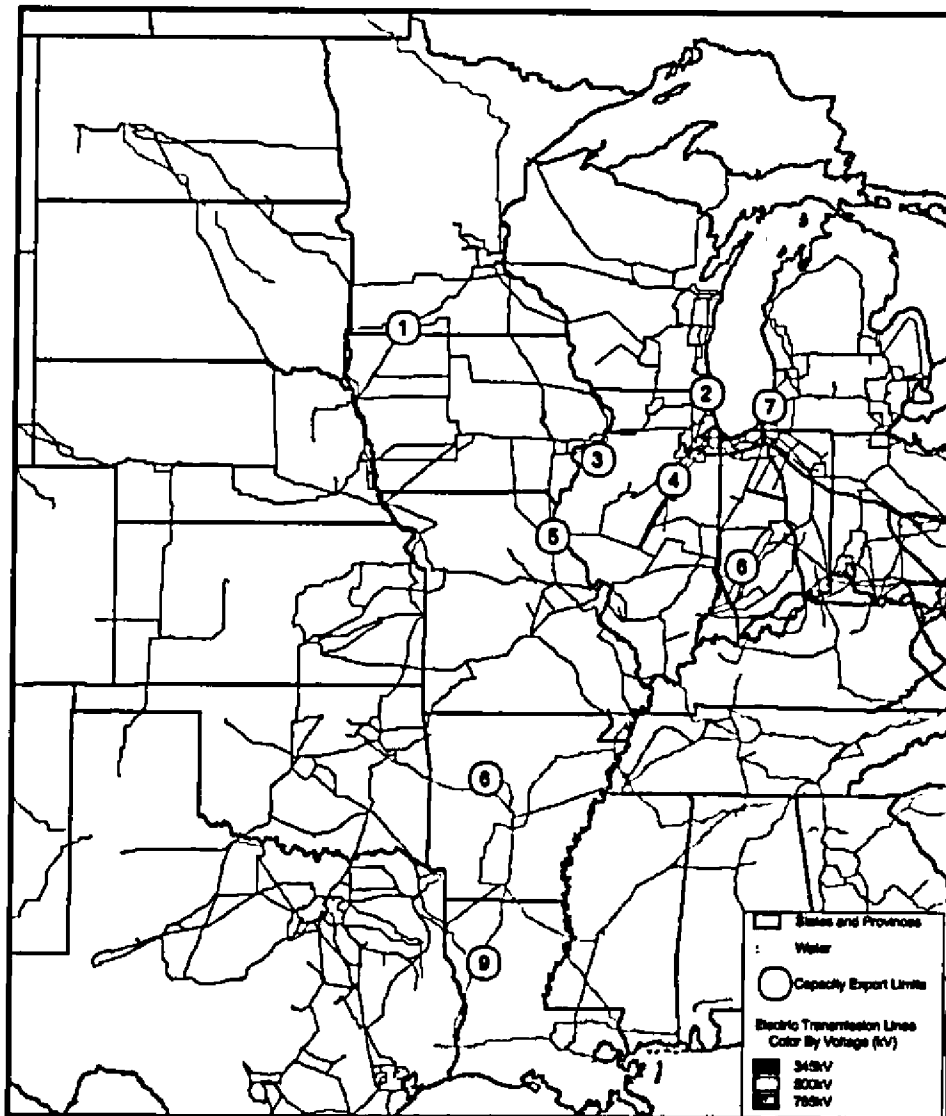 1
2
7
3
4
5
6
6
9
States and Provinces
Water
Capacity Export Limits
Electric Transmission Lines
Color By Voltage (kV)
345kV
500kV
765kV